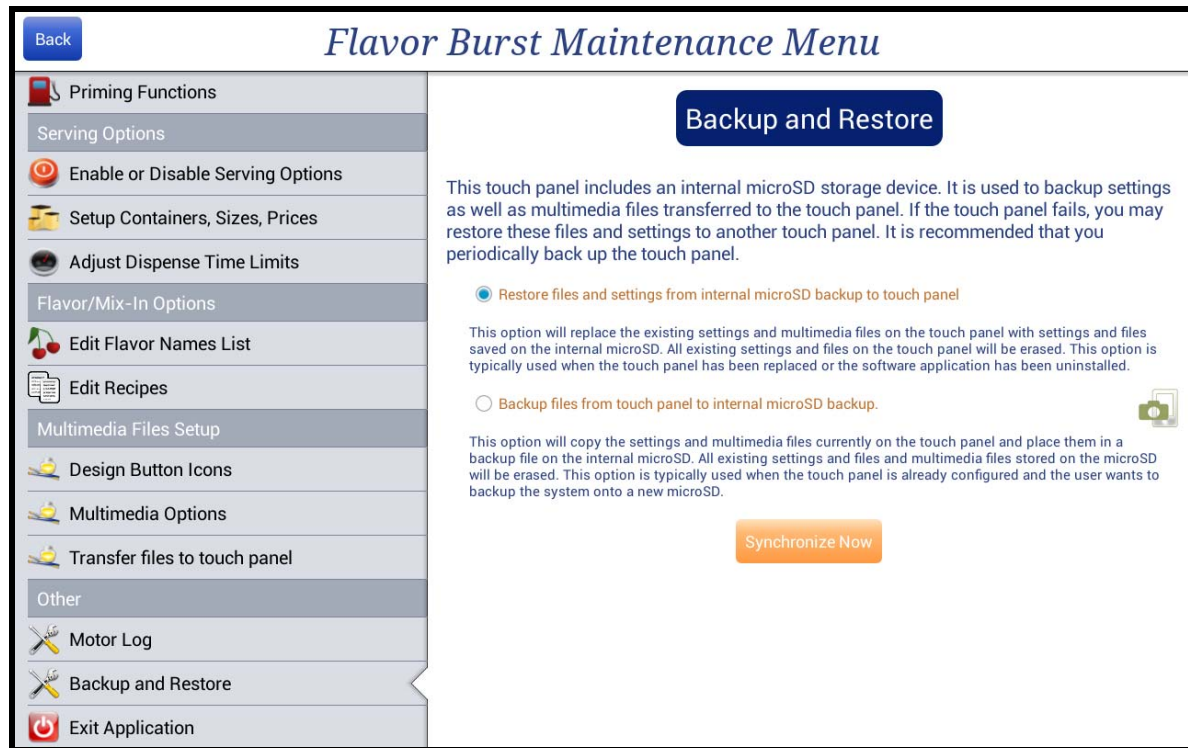 Back
Flavor Burst Maintenance Menu
Priming Functions
Serving Options
Enable or Disable Serving Options
Setup Containers, Sizes, Prices
Adjust Dispense Time Limits
Flavor/Mix-In Options
Edit Flavor Names List
Edit Recipes
Multimedia Files Setup
Design Button Icons
Multimedia Options
Transfer files to touch panel
Other
Motor Log
Backup and Restore
Exit Application
Backup and Restore
This touch panel includes an internal microSD storage device. It is used to backup settings
as well as multimedia files transferred to the touch panel. If the touch panel fails, you may
restore these files and settings to another touch panel. It is recommended that you
periodically back up the touch panel.
Restore files and settings from internal microSD backup to touch panel
This option will replace the existing settings and multimedia files on the touch panel with settings and files
saved on the internal microSD. All existing settings and files on the touch panel will be erased. This option is
typically used when the touch panel has been replaced or the software application has been uninstalled.
Backup files from touch panel to internal microSD backup.
This option will copy the settings and multimedia files currently on the touch panel and place them in a
backup file on the internal microSD. All existing settings and files and multimedia files stored on the microSD
will be erased. This option is typically used when the touch panel is already configured and the user wants to
backup the system onto a new microSD.
Synchronize Now